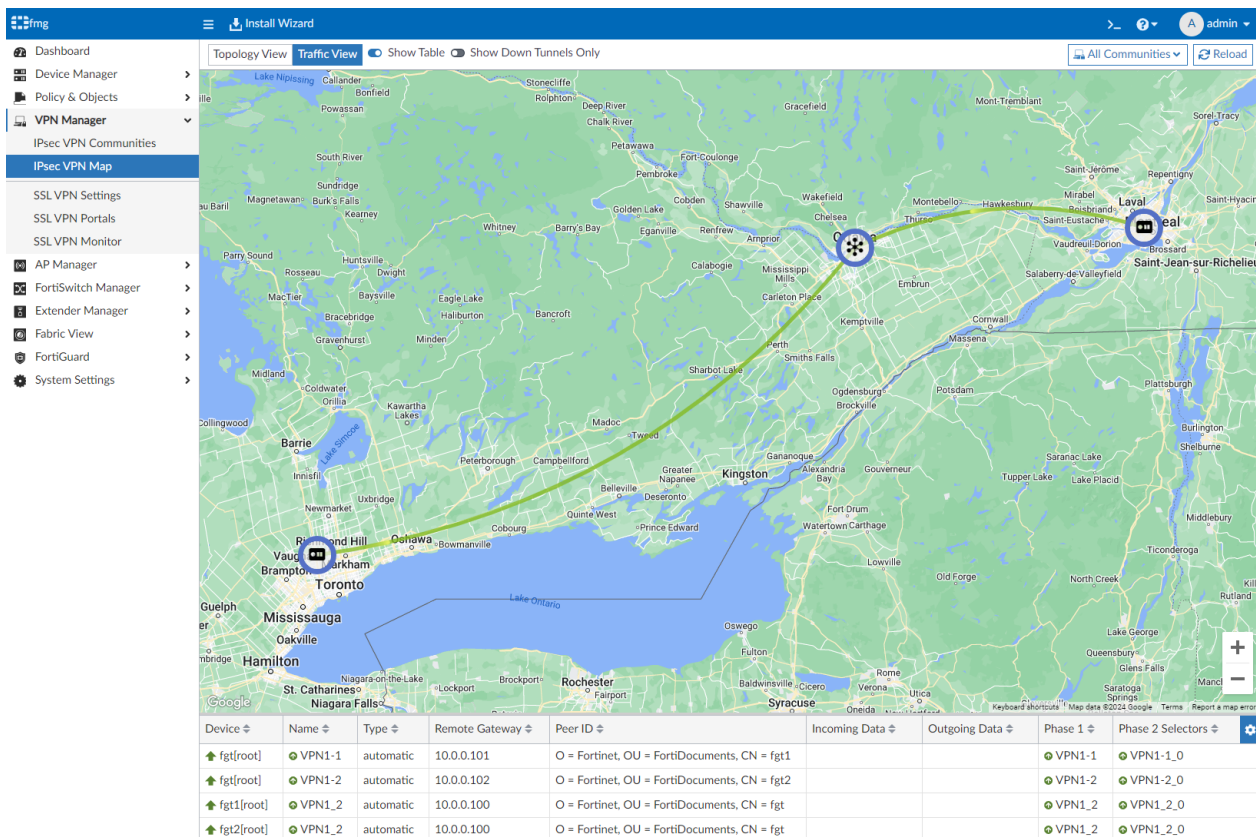 fmg
Install Wizard
admin
A
Dashboard
Device Manager
Policy & Objects
VPN Manager
IPsec VPN Communities
IPsec VPN Map
SSL VPN Settings
SSL VPN Portals
SSL VPN Monitor
AP Manager
FortiSwitch Manager
Extender Manager
Fabric View
FortiGuard
System Settings
Topology View Traffic View Show Table Show Down Tunnels Only
All Communities Reload
Lake Nipissing Callander
Bonfield
Powassan
Stonecliffe
Rolphton
Deep River
Chalk River
Petawawa
Gracefield
Mont-Tremblant
Sorel-Tracy
South River
Fort-Coulonge
Pembroke
Saint-Jérôme
Repentigny
Sundridge
Magnetawan
Burk's Falls
Kearney
Golden Lake
Cobden
Shawville
Wakefield
Chelsea
Montebello
Hawkesbury
Thurso
Mirabel
Boisbriand
Laval
Saint-Eustache
Whitney
Barry's Bay
Eganville
Renfrew
Arnprior
Vaudreuil-Dorion
Brossard
Saint-Jean-sur-Richelieu
Parry Sound
Huntsville
Rosseau
Dwight
Calabogie
Mississippi
Mills
Carleton Place
Embrun
Salaberry-de-Valleyfield
MacTier
Baysville
Eagle Lake
Haliburton
Bancroft
Bracebridge
Gravenhurst
Minden
Kemptville
Cornwall
Massena
Perth
Smiths Falls
Midland
Coldwater
Orillia
Sharbot Lake
Ogdensburg
Brockville
Potsdam
Plattsburgh
Collingwood
Kawartha
Lakes
Madoc
Tweed
Burlington
Shelburne
Barrie
Lake Simcoe
Innisfil
Peterborough
Campbellford
Greater
Napanee
Kingston
Gananoque
Alexandria
Bay
Gouverneur
Saranac Lake
Tupper Lake
Lake Placid
Uxbridge
Newmarket
Belleville
Deseronto
Quinte West
Prince Edward
Fort Drum
Watertown
Carthage
Middlebury
Cobourg
Oshawa
Bowmanville
Ticonderoga
Toronto
Lowville
Old Forge
North Creek
Rutland
Guelph
Mississauga
Lake Ontario
Oakville
Hamilton
Oswego
Fulton
Lake George
Queensbury
Glens Falls
Niagara-on-the-Lake
St. Catharines
Niagara Falls
Lockport
Brockport
Rochester
Fairport
Baldwinsville
Cicero
Syracuse
Rome
Verona
Utica
Oneida
Saratoga
Springs
Google
Keyboard shortcuts Map data ©2024 Google Terms Report a map error
Device Name Type Remote Gateway Peer ID Incoming Data Outgoing Data Phase 1 Phase 2 Selectors
fgt[root] VPN1-1 automatic 10.0.0.101 O = Fortinet, OU = FortiDocuments, CN = fgt1 VPN1-1 VPN1-1_0
fgt[root] VPN1-2 automatic 10.0.0.102 O = Fortinet, OU = FortiDocuments, CN = fgt2 VPN1-2 VPN1-2_0
fgt1[root] VPN1_2 automatic 10.0.0.100 O = Fortinet, OU = FortiDocuments, CN = fgt VPN1_2 VPN1_2_0
fgt2[root] VPN1_2 automatic 10.0.0.100 O = Fortinet, OU = FortiDocuments, CN = fgt VPN1_2 VPN1_2_0